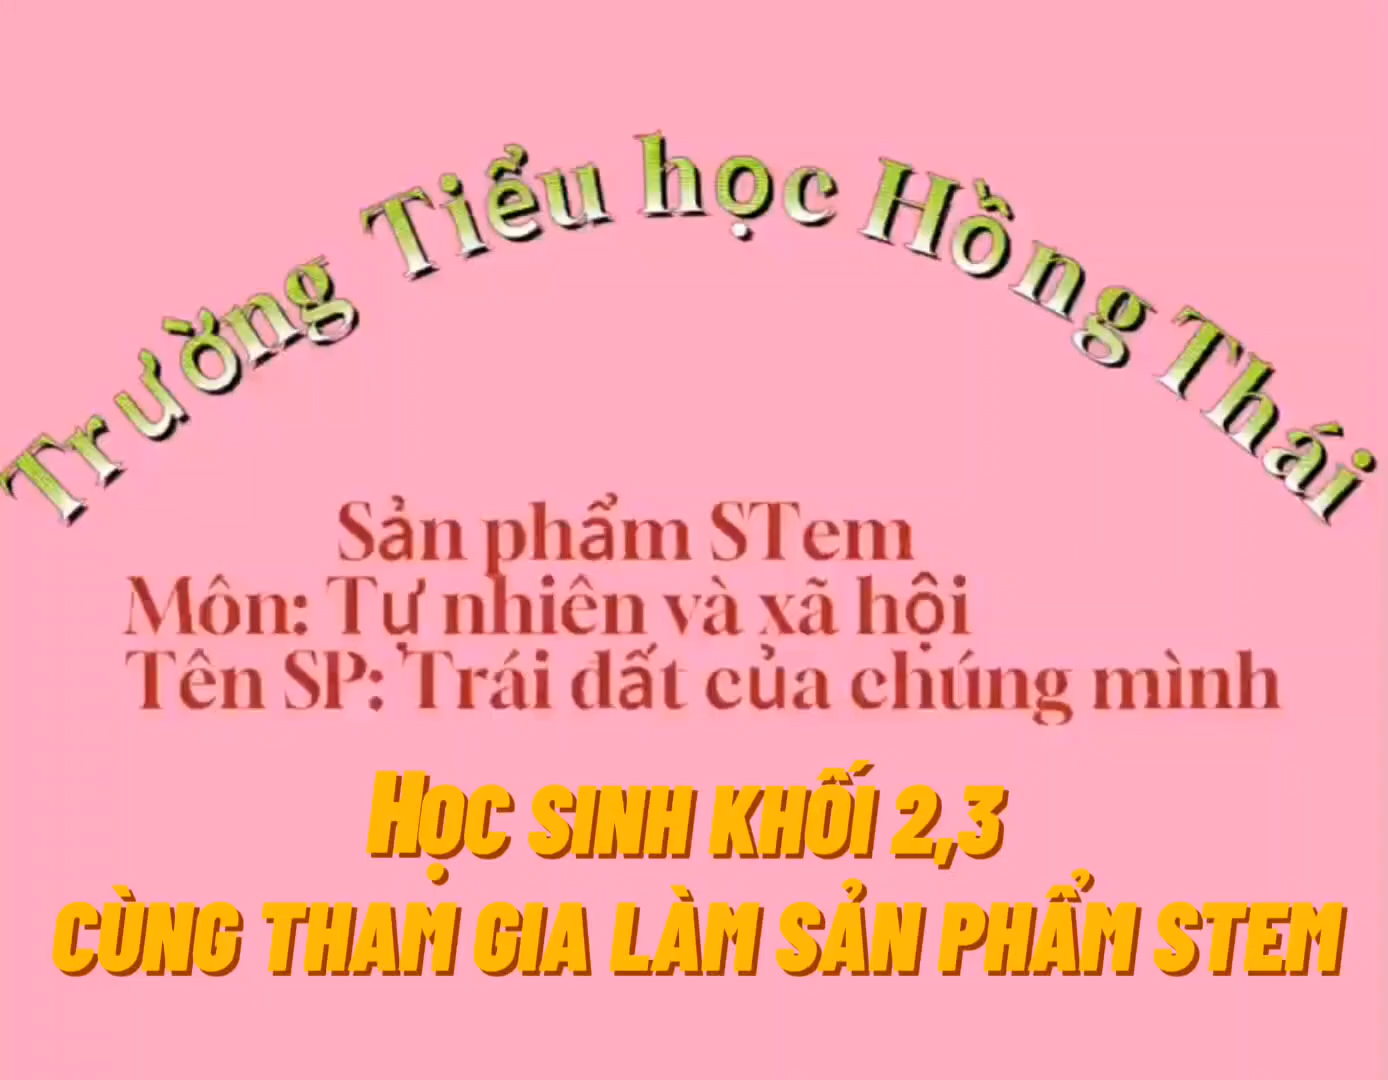 Trường Tiểu học Hồng Thái
Sản phẩm STem
Môn: Tự nhiên và xã hội
Tên SP: Trái đất của chúng mình
HỌC SINH KHỐI 2,3
CÙNG THAM GIA LÀM SẢN PHẨM STEM